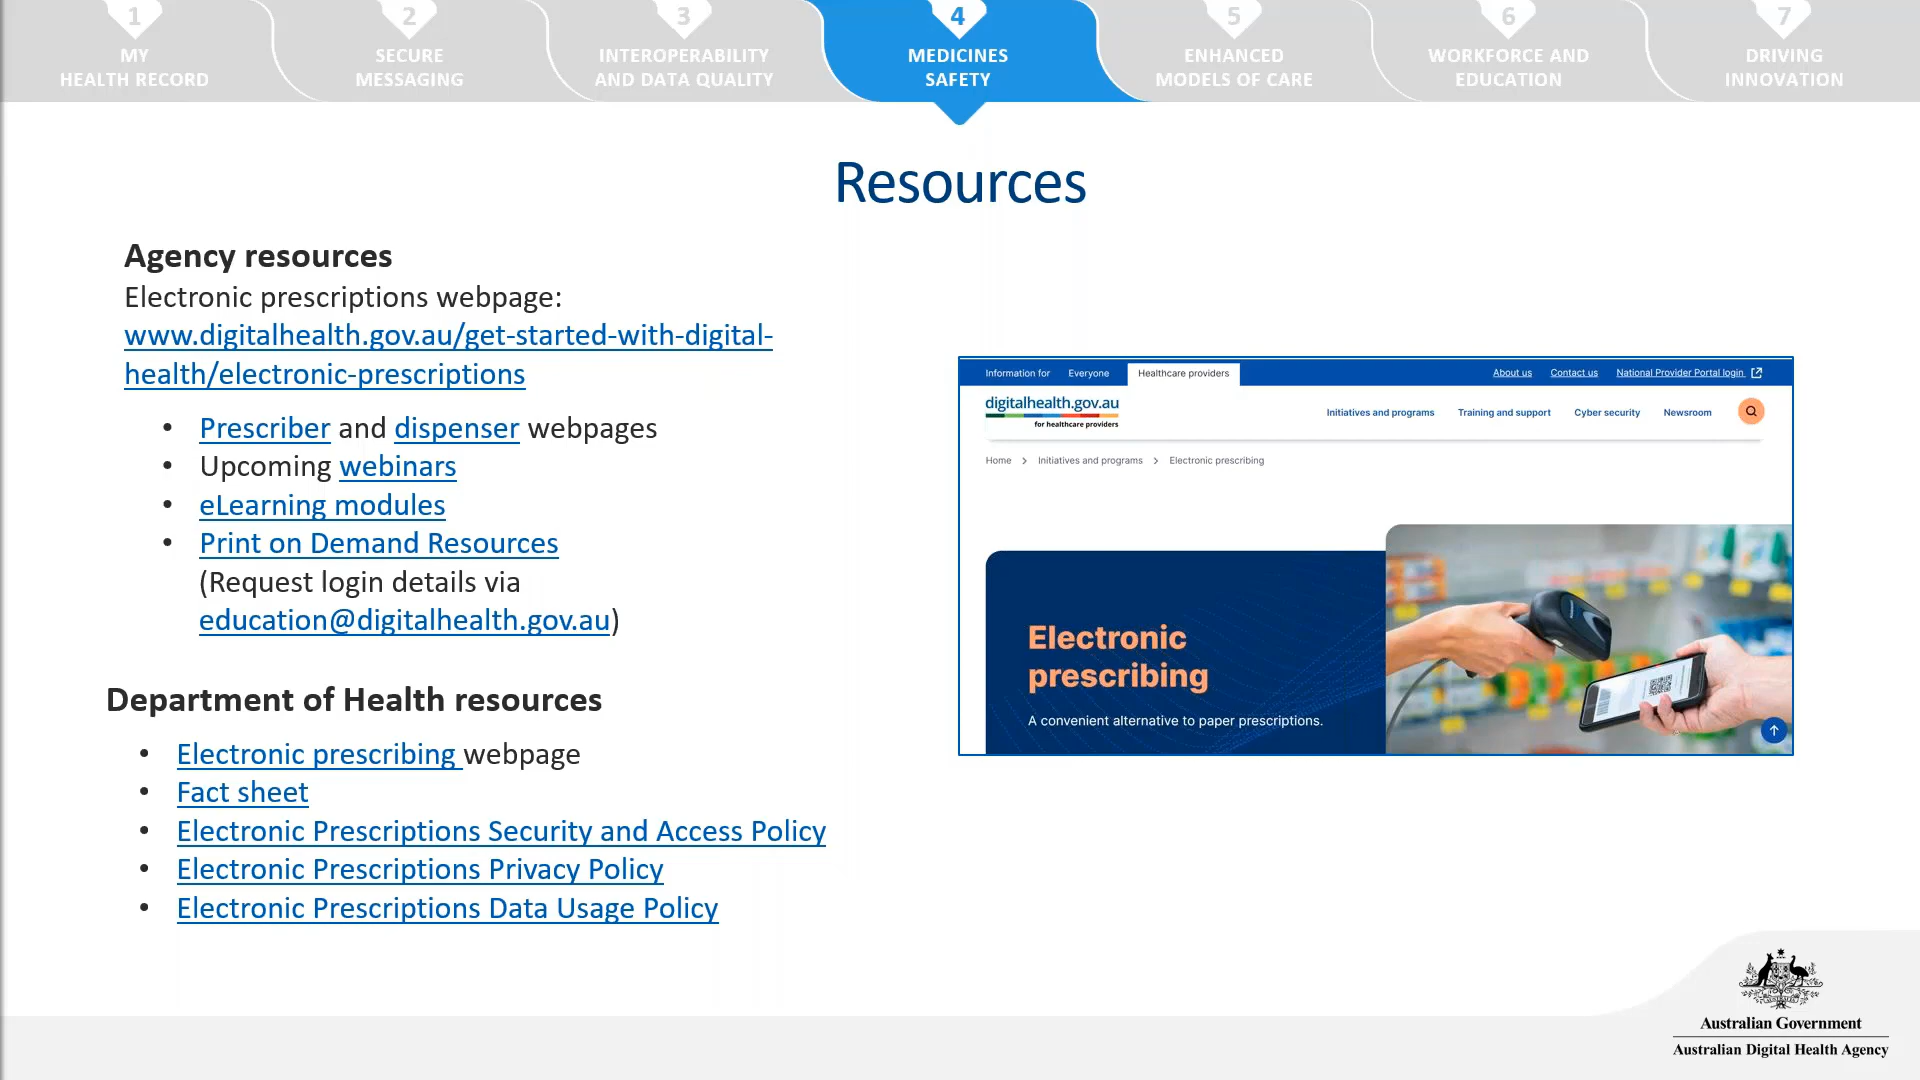 1
MY
HEALTH RECORD
2
SECURE
MESSAGING
3
INTEROPERABILITY
AND DATA QUALITY
4
MEDICINES
SAFETY
5
ENHANCED
MODELS OF CARE
6
WORKFORCE AND
EDUCATION
7
DRIVING
INNOVATION
Resources
Agency resources
Electronic prescriptions webpage:
www.digitalhealth.gov.au/get-started-with-digital-
health/electronic-prescriptions
• Prescriber and dispenser webpages
• Upcoming webinars
• eLearning modules
• Print on Demand Resources
(Request login details via
education@digitalhealth.gov.au)
Department of Health resources
• Electronic prescribing webpage
• Fact sheet
• Electronic Prescriptions Security and Access Policy
• Electronic Prescriptions Privacy Policy
• Electronic Prescriptions Data Usage Policy
Information for Everyone Healthcare providers About us Contact us National Provider Portal login
digitalhealth.gov.au
for healthcare providers
Initiatives and programs Training and support Cyber security Newsroom
Home > Initiatives and programs > Electronic prescribing
Electronic
prescribing
A convenient alternative to paper prescriptions.
Australian Government
Australian Digital Health Agency